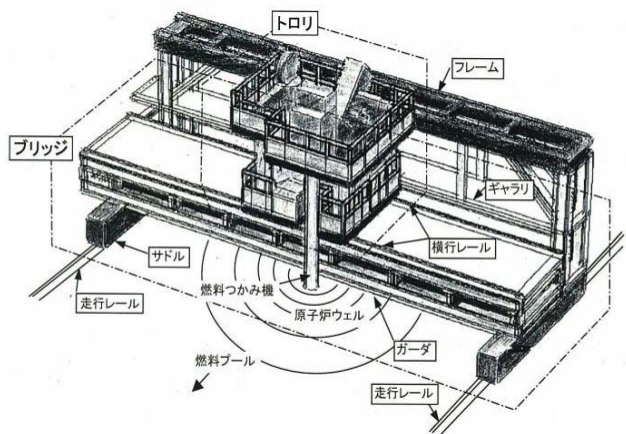 トロリ
フレーム
ブリッジ
ギャラリ
横行レール
サドル
燃料つかみ機
走行レール
原子炉ウェル
ガーダ
燃料プール
走行レール